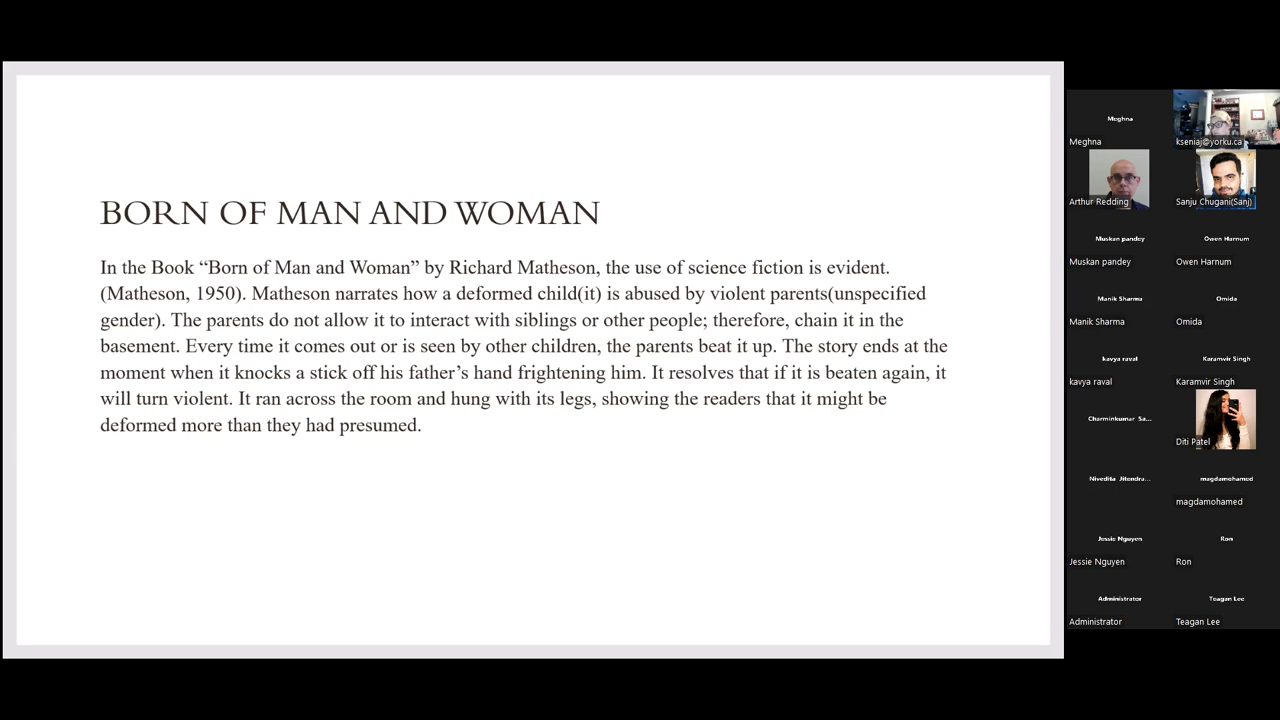 BORN OF MAN AND WOMAN
In the Book “Born of Man and Woman” by Richard Matheson, the use of science fiction is evident.
(Matheson, 1950). Matheson narrates how a deformed child(it) is abused by violent parents(unspecified
gender). The parents do not allow it to interact with siblings or other people; therefore, chain it in the
basement. Every time it comes out or is seen by other children, the parents beat it up. The story ends at the
moment when it knocks a stick off his father’s hand frightening him. It resolves that if it is beaten again, it
will turn violent. It ran across the room and hung with its legs, showing the readers that it might be
deformed more than they had presumed.
Meghna
Meghna
kseniaj@yorku.ca
Arthur Redding
Sanju Chugani(Sanj)
Muskan pandey
Owen Harnum
Muskan pandey
Owen Harnum
Manik Sharma
Omida
Manik Sharma
Omida
kavya raval
Karamvir Singh
kavya raval
Karamvir Singh
Charminkumar Sa...
Diti Patel
Nivedita Jitendra...
magdamohamed
magdamohamed
Jessie Nguyen
Ron
Jessie Nguyen
Ron
Administrator
Teagan Lee
Administrator
Teagan Lee